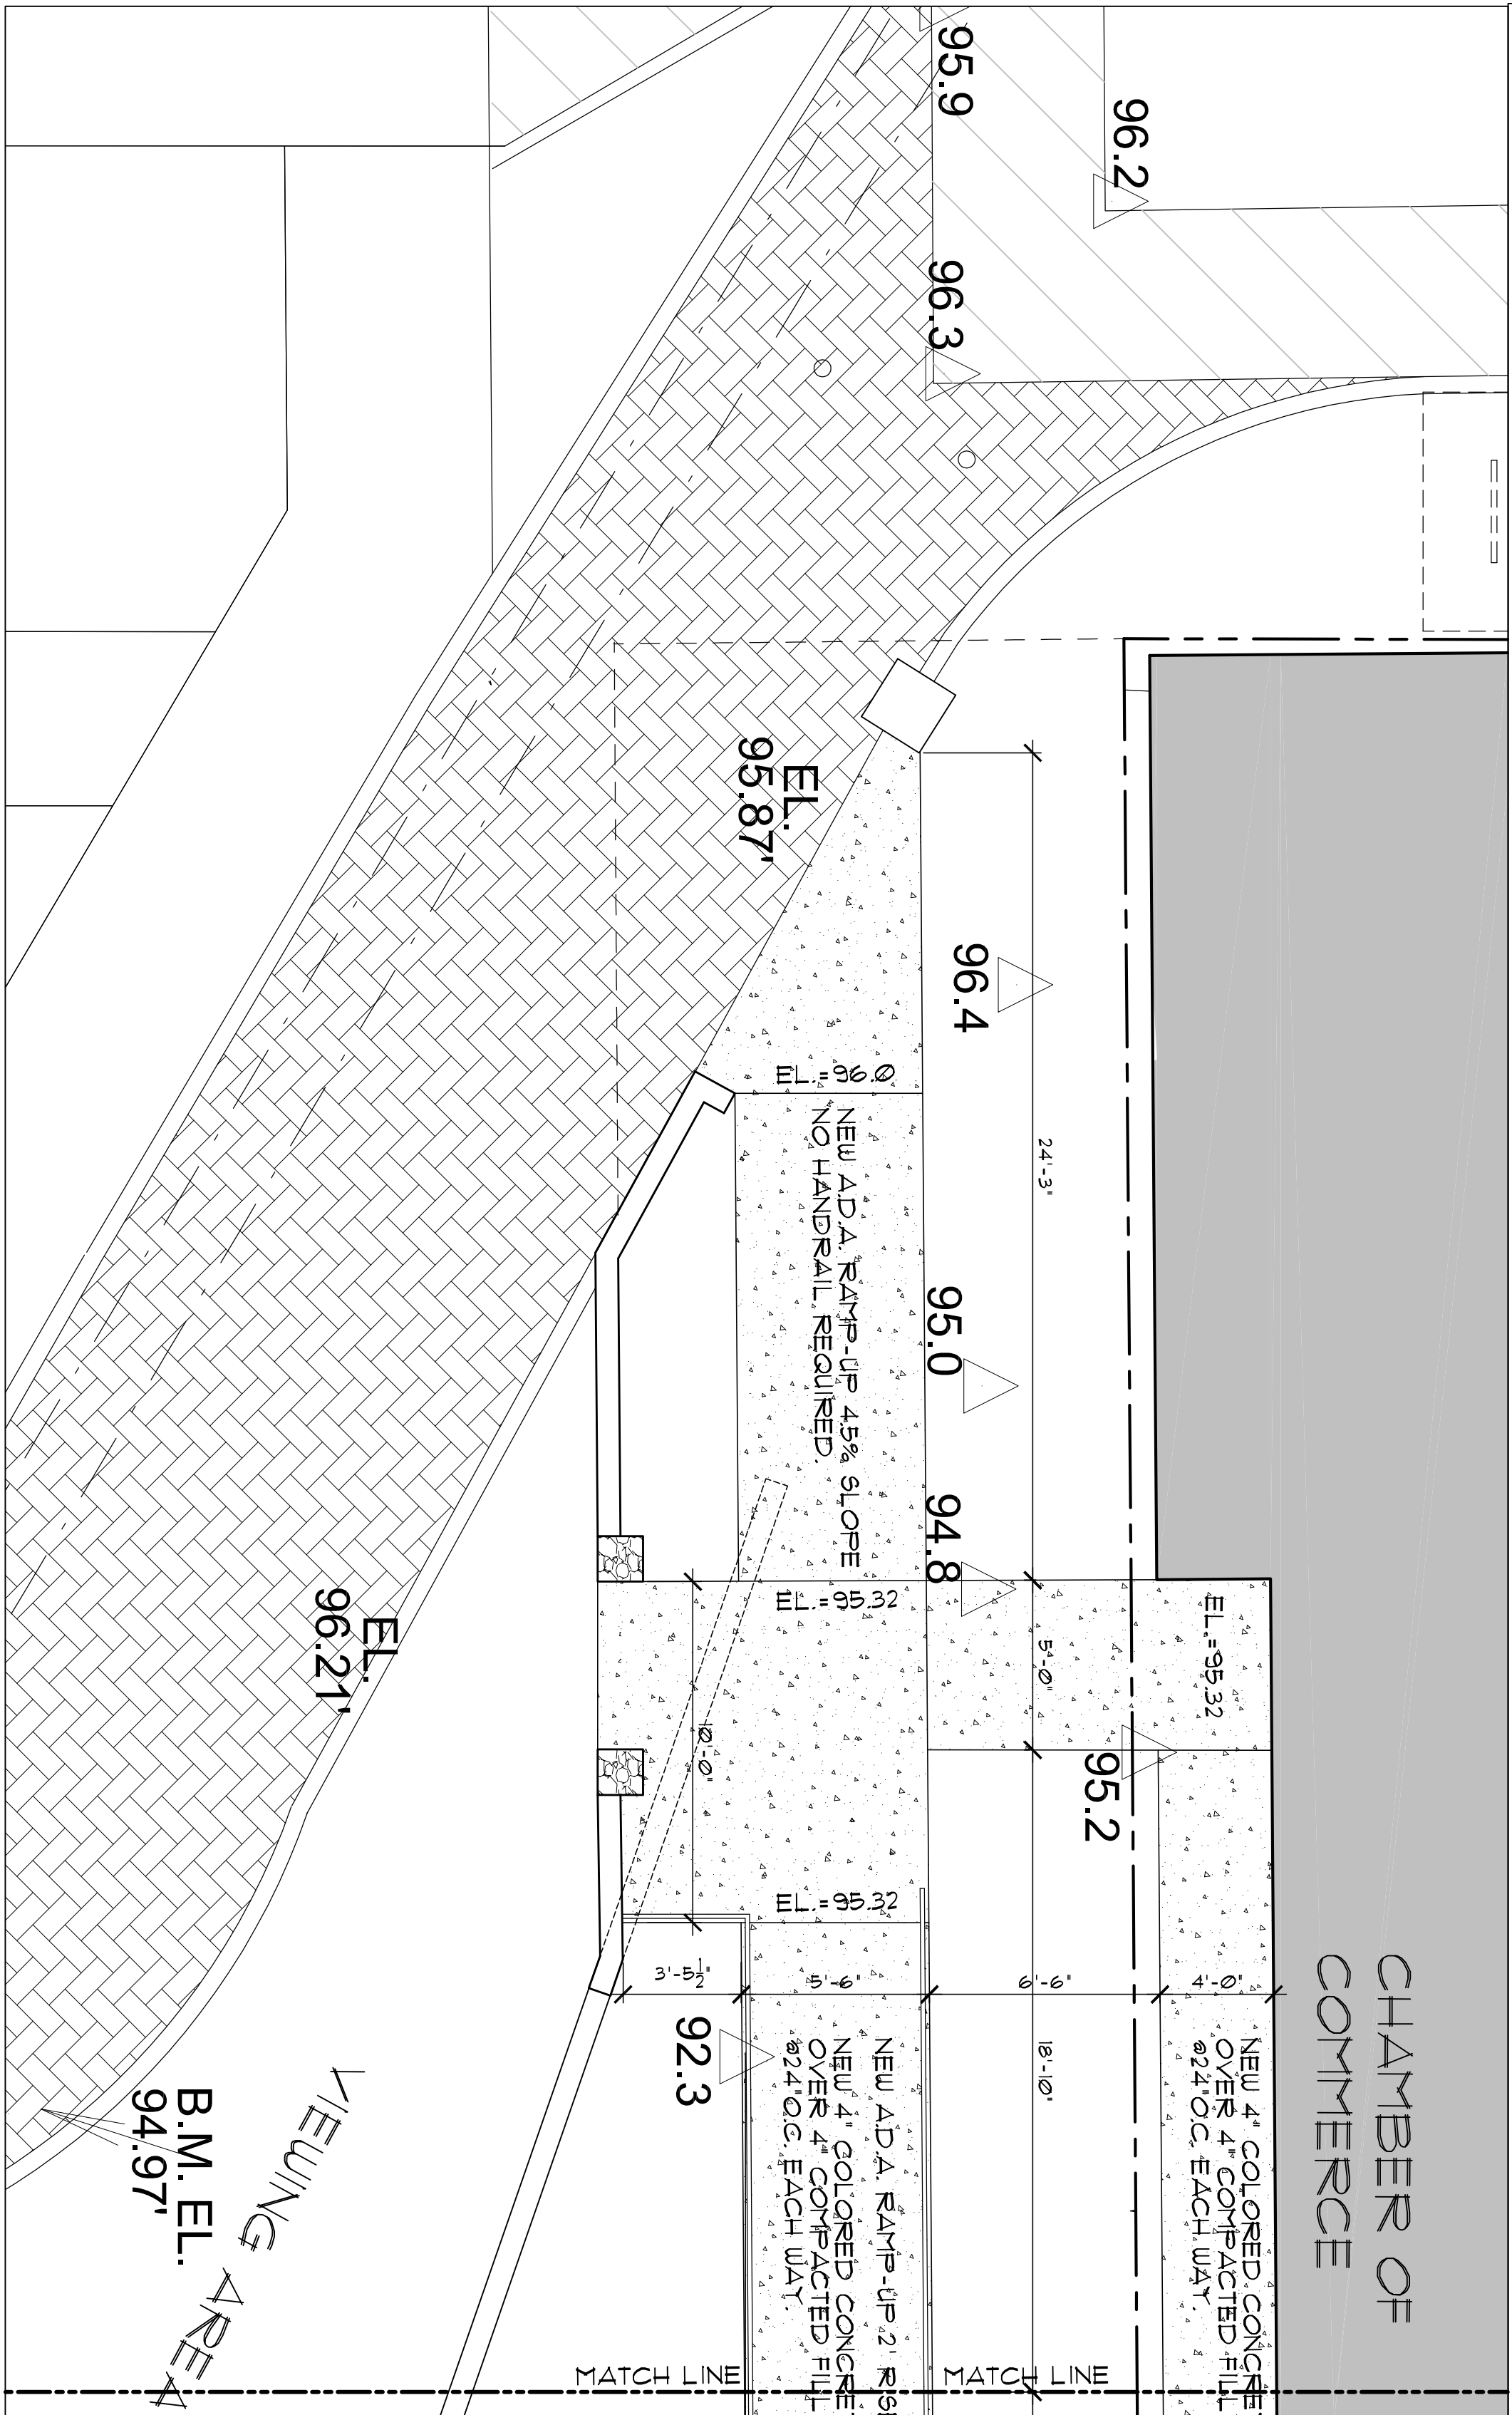 95.9
96.2
96.3
EL.
95.87'
96.4
EL.=96.0
24'-3"
NEW A.D.A. RAMP-UP 4.5% SLOPE
NO HANDRAIL REQUIRED.
95.0
94.8
EL.=95.32
EL.=95.32
5'-0"
EL.
96.21'
10'-0"
95.2
EL.=95.32
3'-5½"
5'-6"
6'-6"
4'-0"
CHAMBER OF
COMMERCE
92.3
18'-10"
NEW A.D.A. RAMP-UP 2' RIS
NEW 4" COLORED CONCRE
OVER 4" COMPACTED FILL
@24"O.C. EACH WAY.
NEW 4" COLORED CONCRE
OVER 4" COMPACTED FILL
@24"O.C. EACH WAY.
VIEWING AREA
B.M. EL.
94.97'
MATCH LINE
MATCH LINE